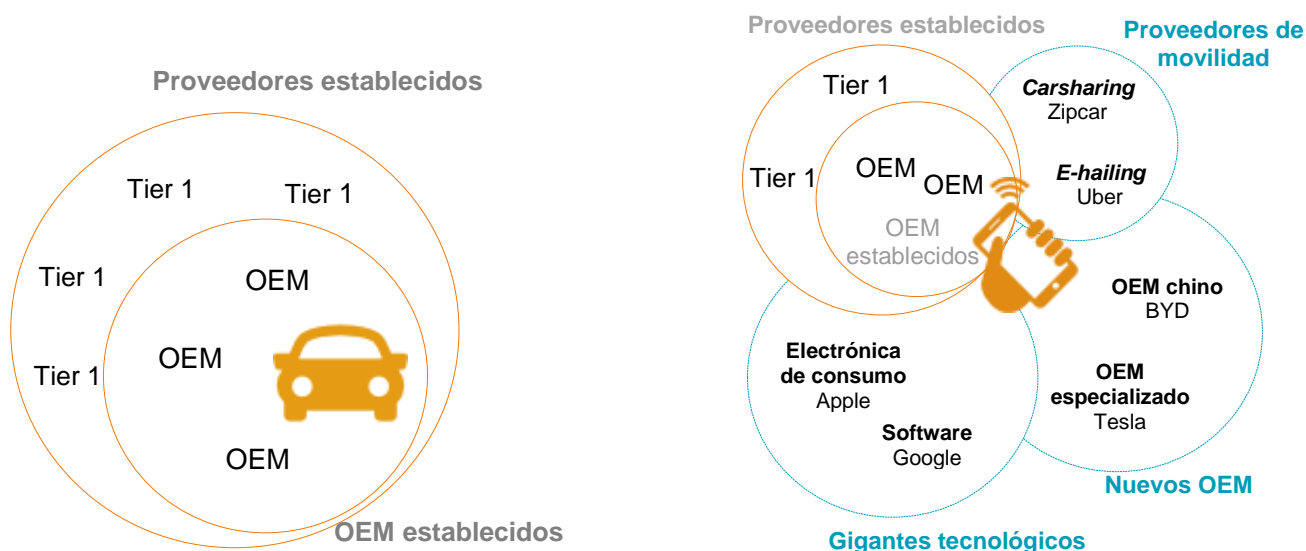 Proveedores establecidos
Tier 1
Tier 1
Tier 1
OEM
OEM
Tier 1
OEM
OEM establecidos
Proveedores establecidos
Proveedores de
movilidad
Tier 1
Carsharing
Zipcar
Tier 1
OEM
OEM
E-hailing
Uber
OEM
establecidos
OEM chino
BYD
Electrónica
de consumo
Apple
OEM
especializado
Tesla
Software
Google
Nuevos OEM
Gigantes tecnológicos